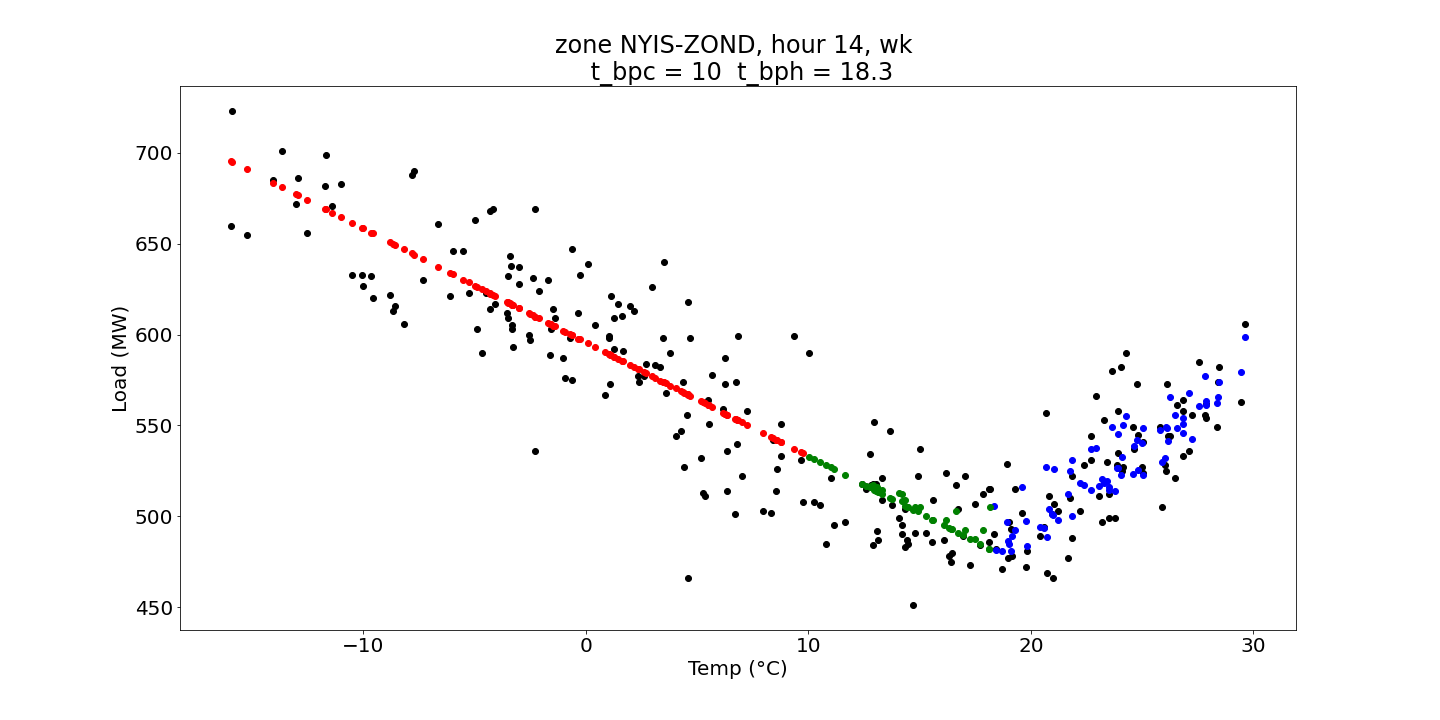 zone NYIS-ZOND, hour 14, wk
t_bpc = 10  t_bph = 18.3
700
650
600
550
500
450
Load (MW)
−10
0
10
20
30
Temp (°C)